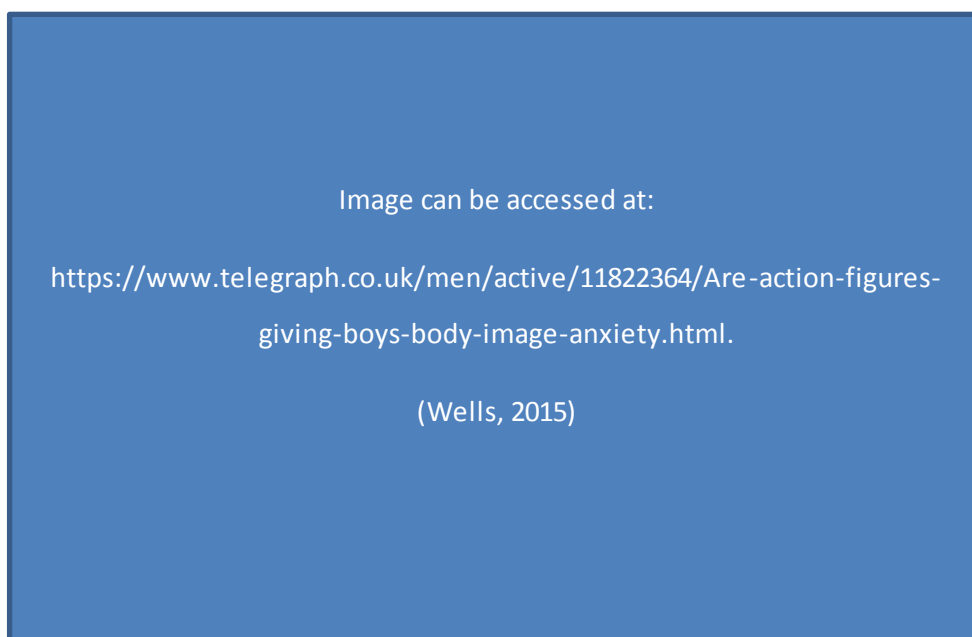 Image can be accessed at:
https://www.telegraph.co.uk/men/active/11822364/Are-action-figures-
giving-boys-body-image-anxiety.html.
(Wells, 2015)